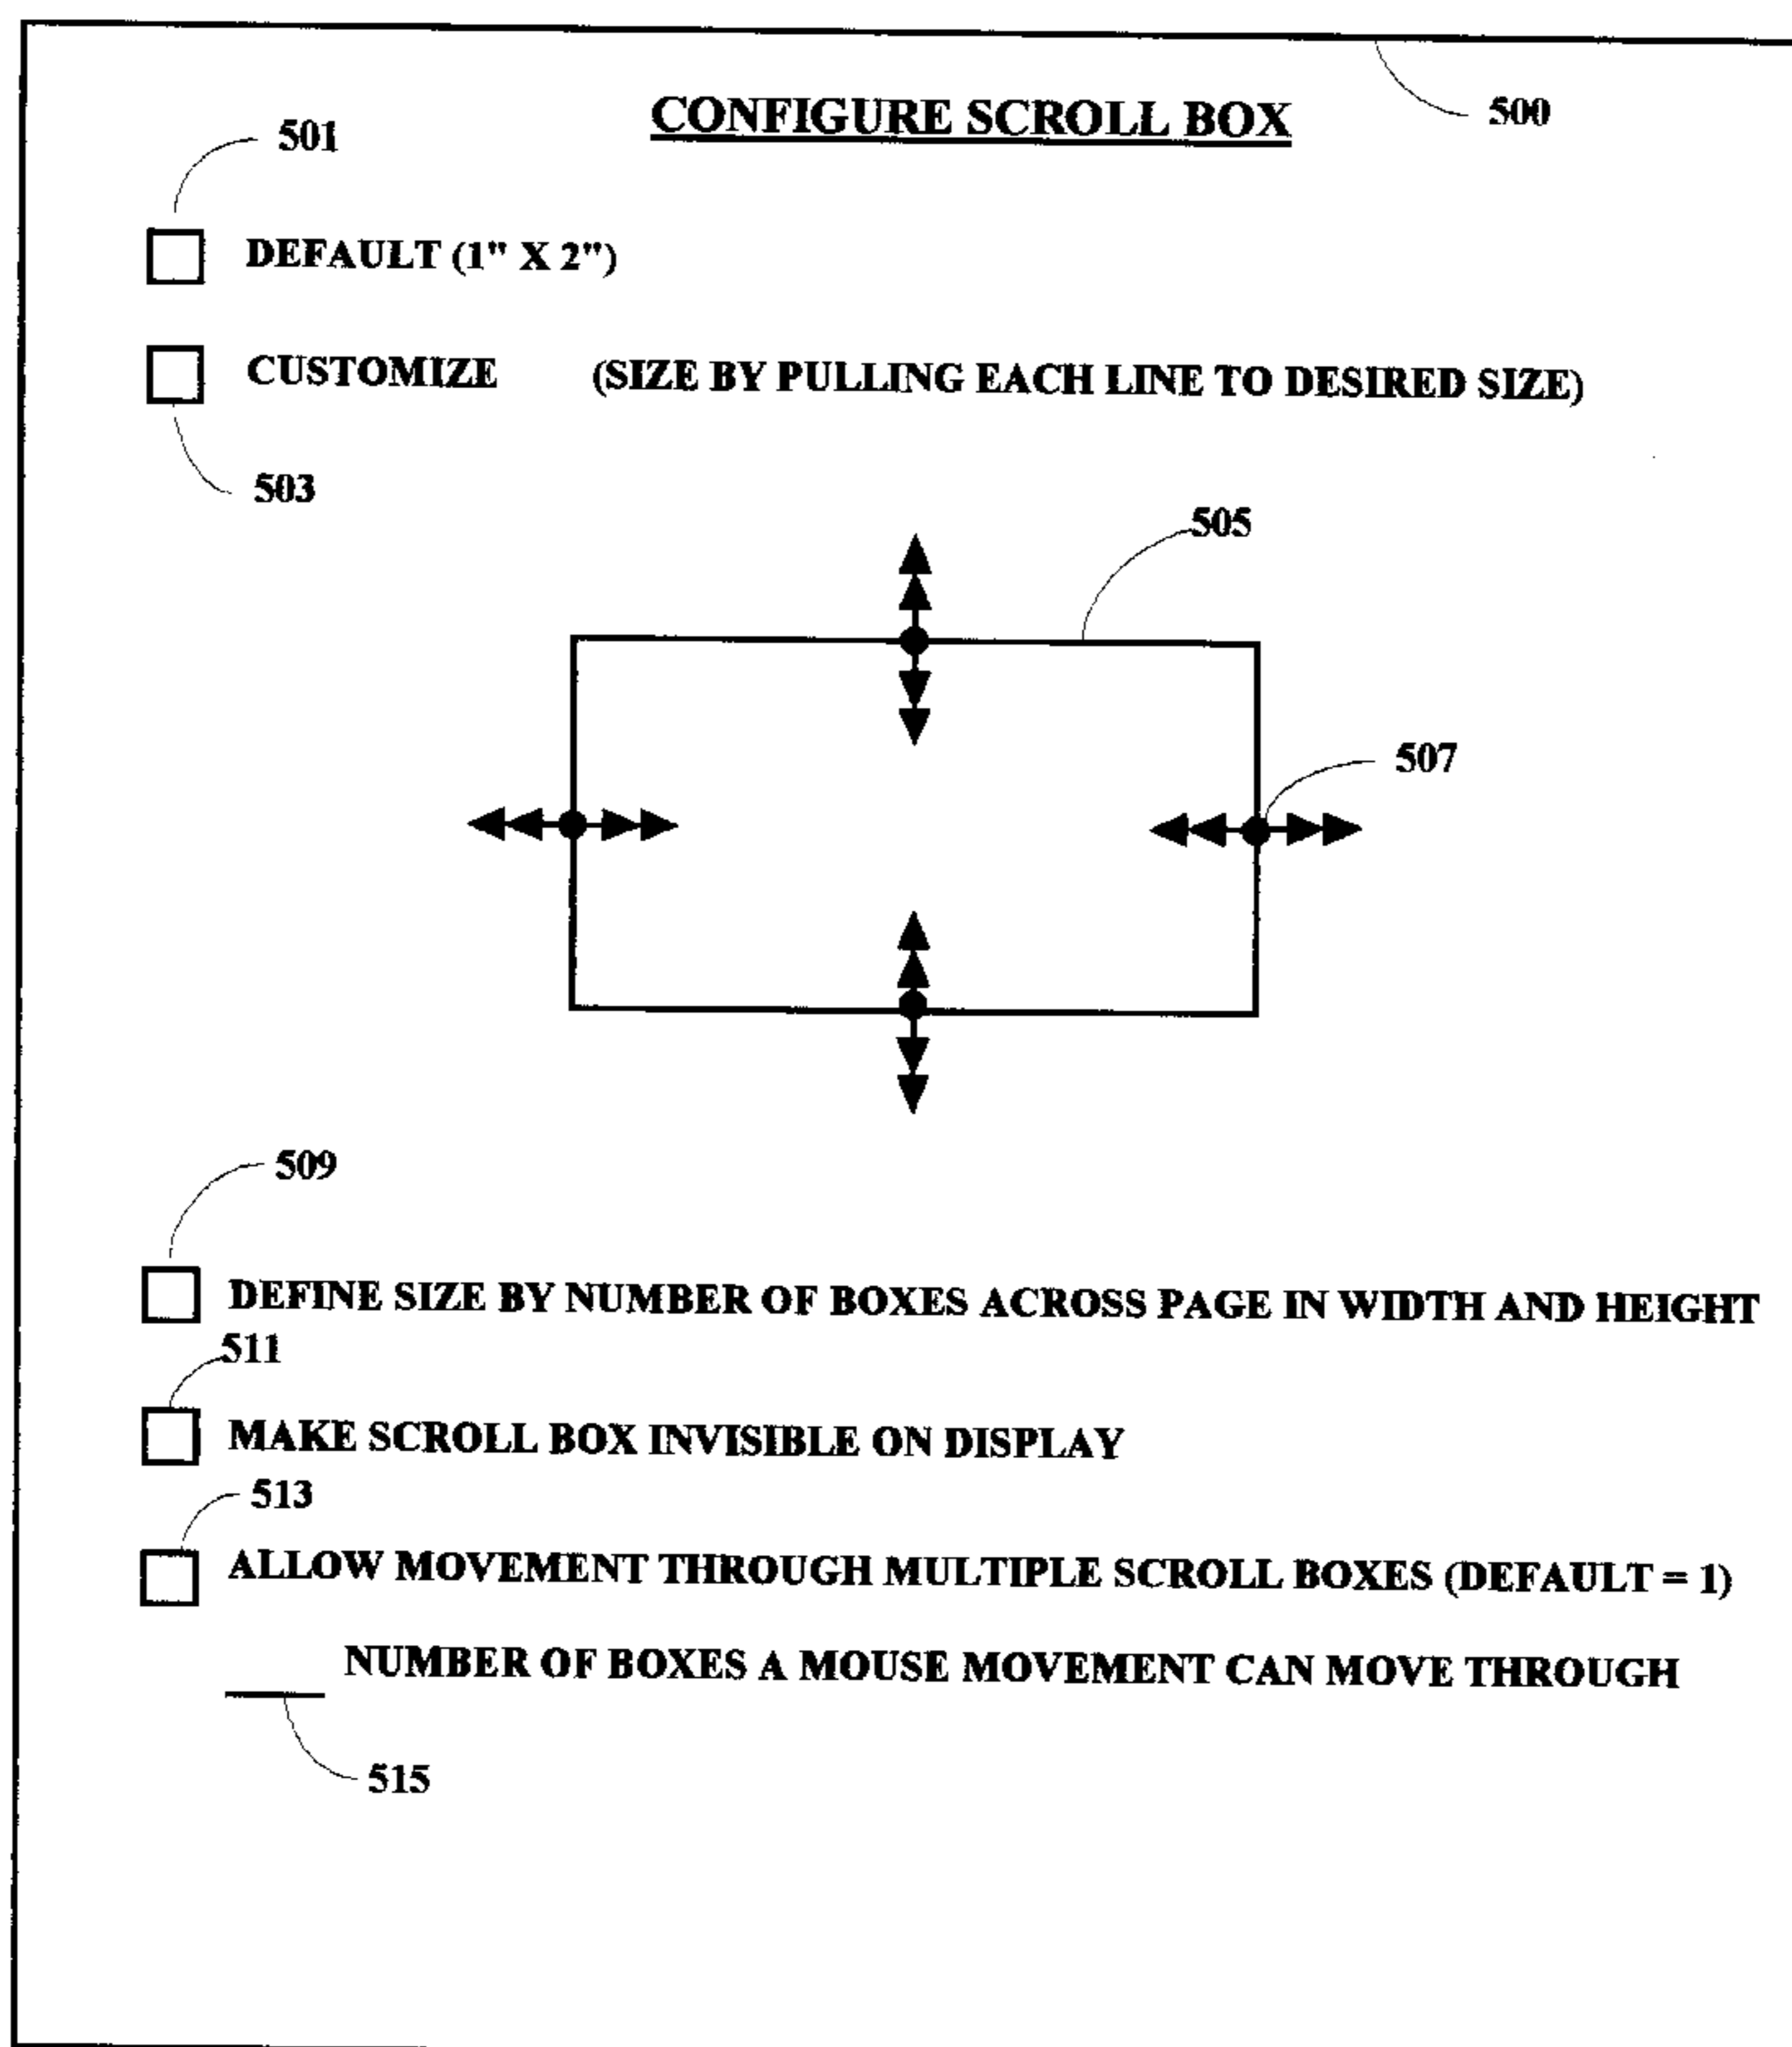 500
CONFIGURE SCROLL BOX
501
DEFAULT (1" X 2")
CUSTOMIZE (SIZE BY PULLING EACH LINE TO DESIRED SIZE)
503
505
507
509
DEFINE SIZE BY NUMBER OF BOXES ACROSS PAGE IN WIDTH AND HEIGHT
511
MAKE SCROLL BOX INVISIBLE ON DISPLAY
513
ALLOW MOVEMENT THROUGH MULTIPLE SCROLL BOXES (DEFAULT = 1)
NUMBER OF BOXES A MOUSE MOVEMENT CAN MOVE THROUGH
515